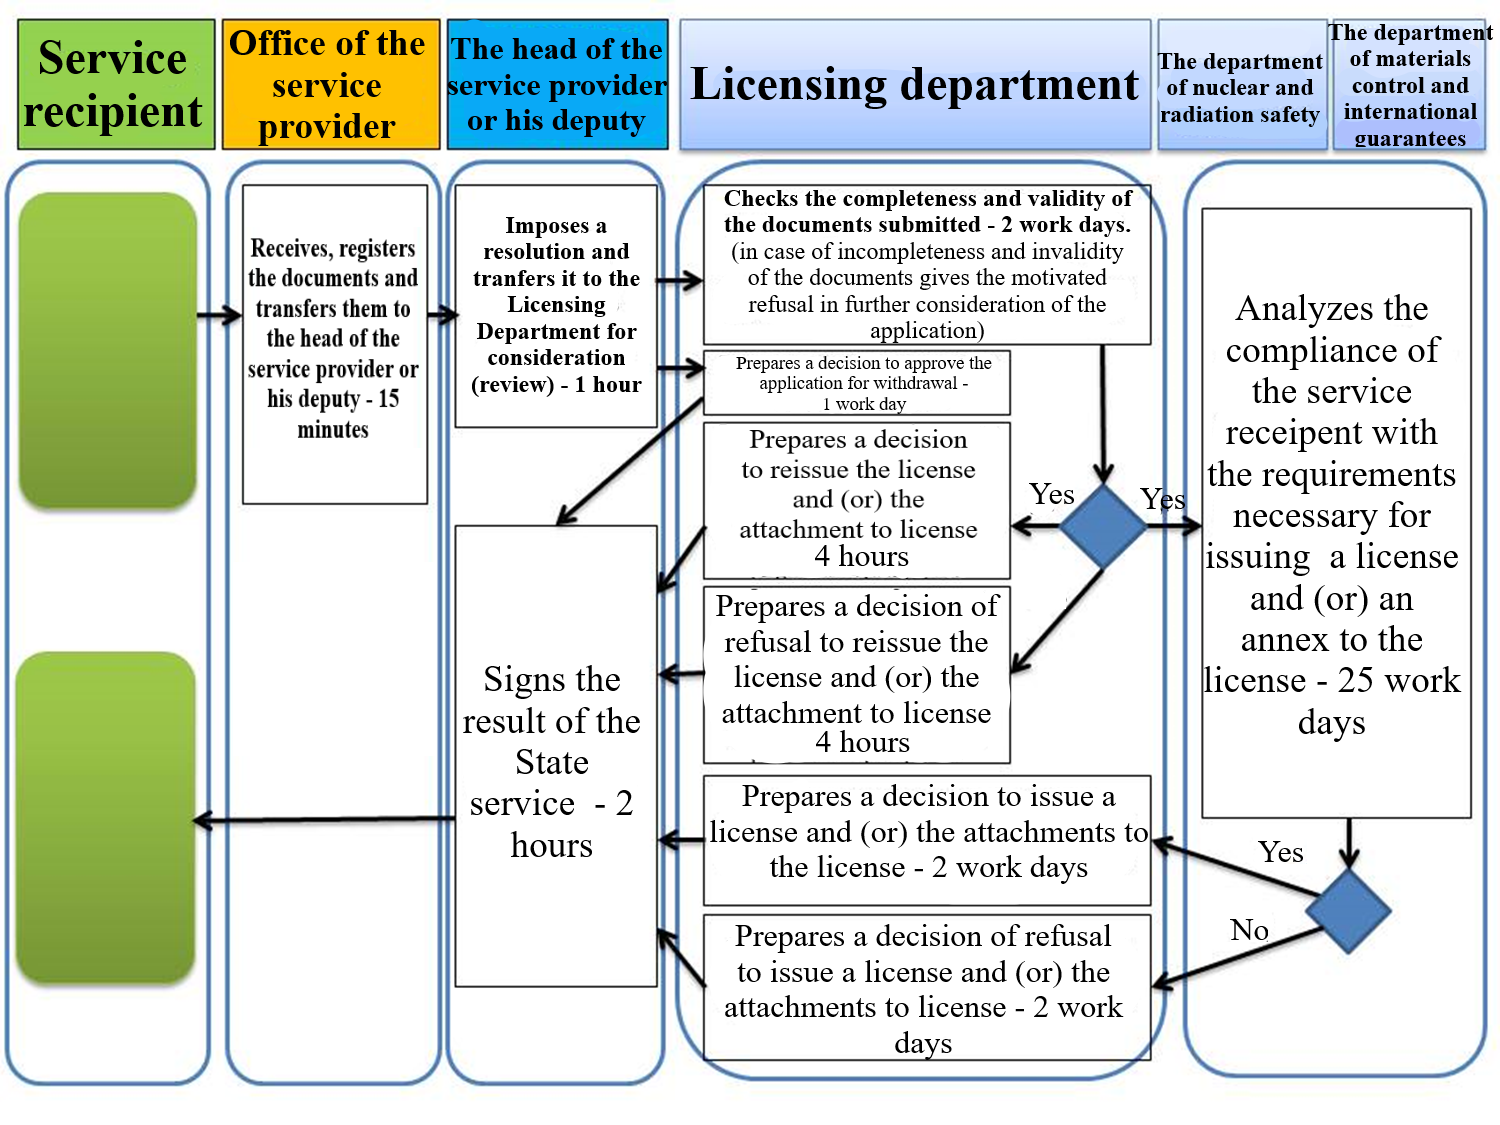 Service
recipient
Office of the
service
provider
The head of the
service provider
or his deputy
Licensing department
The department
of nuclear and
radiation safety
The department
of materials
control and
international
guarantees
Receives, registers
the documents and
transfers them to
the head of the
service provider or
his deputy - 15
minutes
Imposes a
resolution and
tranfers it to the
Licensing
Department for
consideration
(review) - 1 hour
Checks the completeness and validity of
the documents submitted - 2 work days.
(in case of incompleteness and invalidity
of the documents gives the motivated
refusal in further consideration of the
application)
Prepares a decision to approve the
application for withdrawal -
1 work day
Prepares a decision
to reissue the license
and (or) the
attachment to license
4 hours
Yes
Yes
Prepares a decision of
refusal to reissue the
license and (or) the
attachment to license
4 hours
Analyzes the
compliance of
the service
receipent with
the requirements
necessary for
issuing a license
and (or) an
annex to the
license - 25 work
days
Signs the
result of the
State
service - 2
hours
Prepares a decision to issue a
license and (or) the attachments to
the license - 2 work days
Yes
No
Prepares a decision of refusal
to issue a license and (or) the
attachments to license - 2 work
days